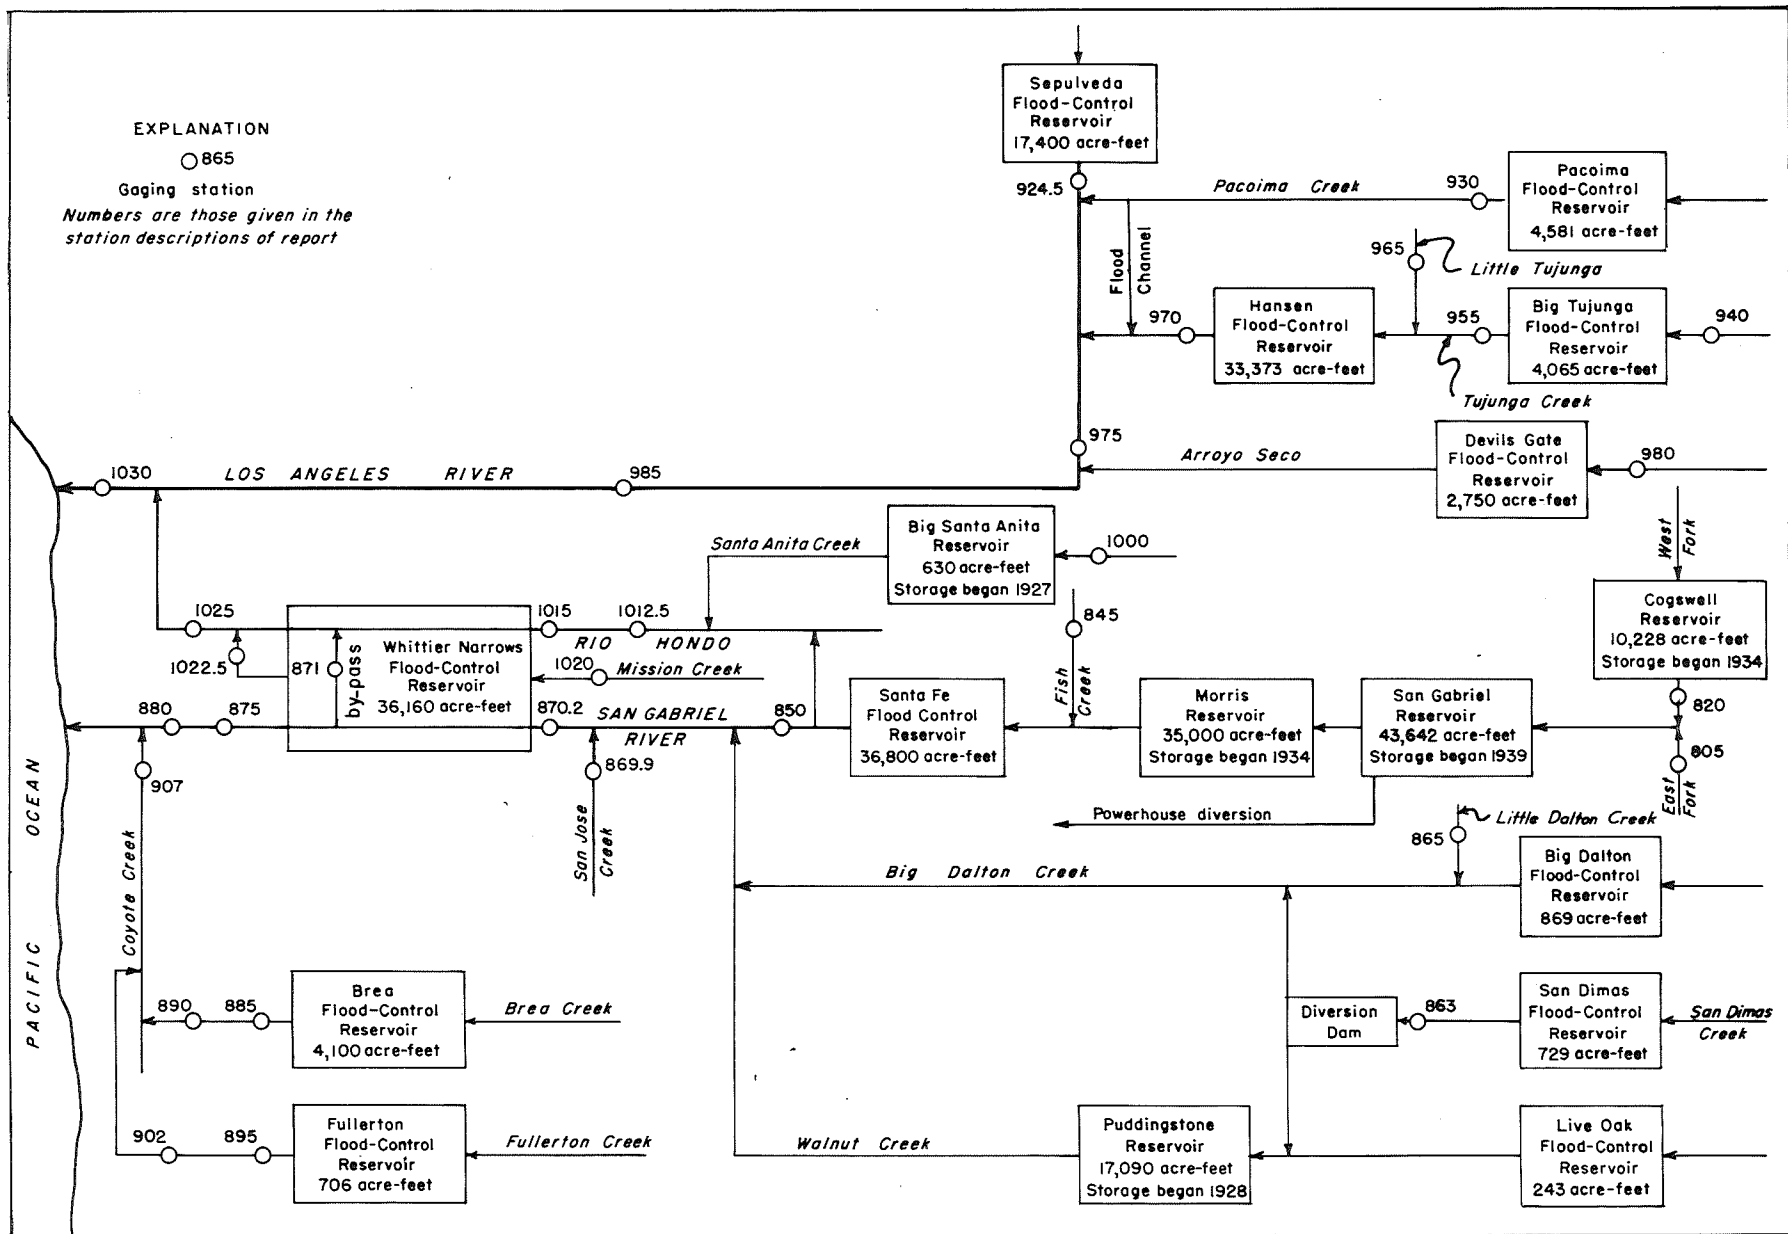 EXPLANATION
865
Gaging station
Numbers are those given in the
station descriptions of report
Sepulveda
Flood-Control
Reservoir
17,400 acre-feet
924.5
Pacoima Creek
930
Pacoima
Flood-Control
Reservoir
4,581 acre-feet
Flood
Channel
965
Little Tujunga
970
Hansen
Flood-Control
Reservoir
33,373 acre-feet
955
Big Tujunga
Flood-Control
Reservoir
4,065 acre-feet
940
Tujunga Creek
975
Arroyo Seco
Devils Gate
Flood-Control
Reservoir
2,750 acre-feet
980
1030
LOS ANGELES RIVER
985
Santa Anita Creek
Big Santa Anita
Reservoir
630 acre-feet
Storage began 1927
1000
West
Fork
Cogswell
Reservoir
10,228 acre-feet
Storage began 1934
820
805
East
Fork
1025
1022.5
871
by-pass
Whittier Narrows
Flood-Control
Reservoir
36,160 acre-feet
1015
1012.5
RIO HONDO
1020
Mission Creek
845
Fish
Creek
880
875
870.2
SAN GABRIEL
RIVER
850
Santa Fe
Flood Control
Reservoir
36,800 acre-feet
Morris
Reservoir
35,000 acre-feet
Storage began 1934
San Gabriel
Reservoir
43,642 acre-feet
Storage began 1939
907
869.9
San Jose
Creek
Powerhouse diversion
Little Dalton Creek
865
Big Dalton Creek
Big Dalton
Flood-Control
Reservoir
869 acre-feet
PACIFIC OCEAN
Coyote Creek
890
885
Brea
Flood-Control
Reservoir
4,100 acre-feet
Brea Creek
Diversion
Dam
863
San Dimas
Flood-Control
Reservoir
729 acre-feet
San Dimas
Creek
902
895
Fullerton
Flood-Control
Reservoir
706 acre-feet
Fullerton Creek
Walnut Creek
Puddingstone
Reservoir
17,090 acre-feet
Storage began 1928
Live Oak
Flood-Control
Reservoir
243 acre-feet